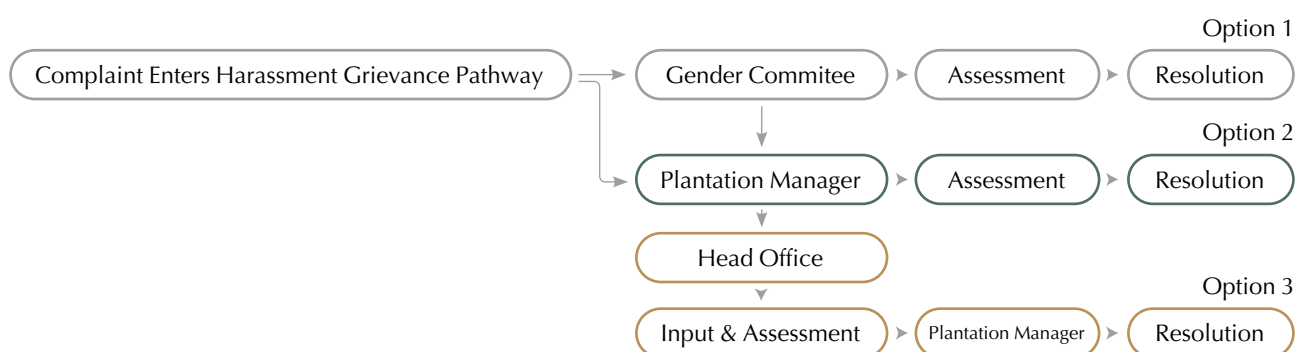 Option 1
Complaint Enters Harassment Grievance Pathway
Gender Commitee
Assessment
Resolution
Option 2
Plantation Manager
Assessment
Resolution
Head Office
Option 3
Input & Assessment
Plantation Manager
Resolution